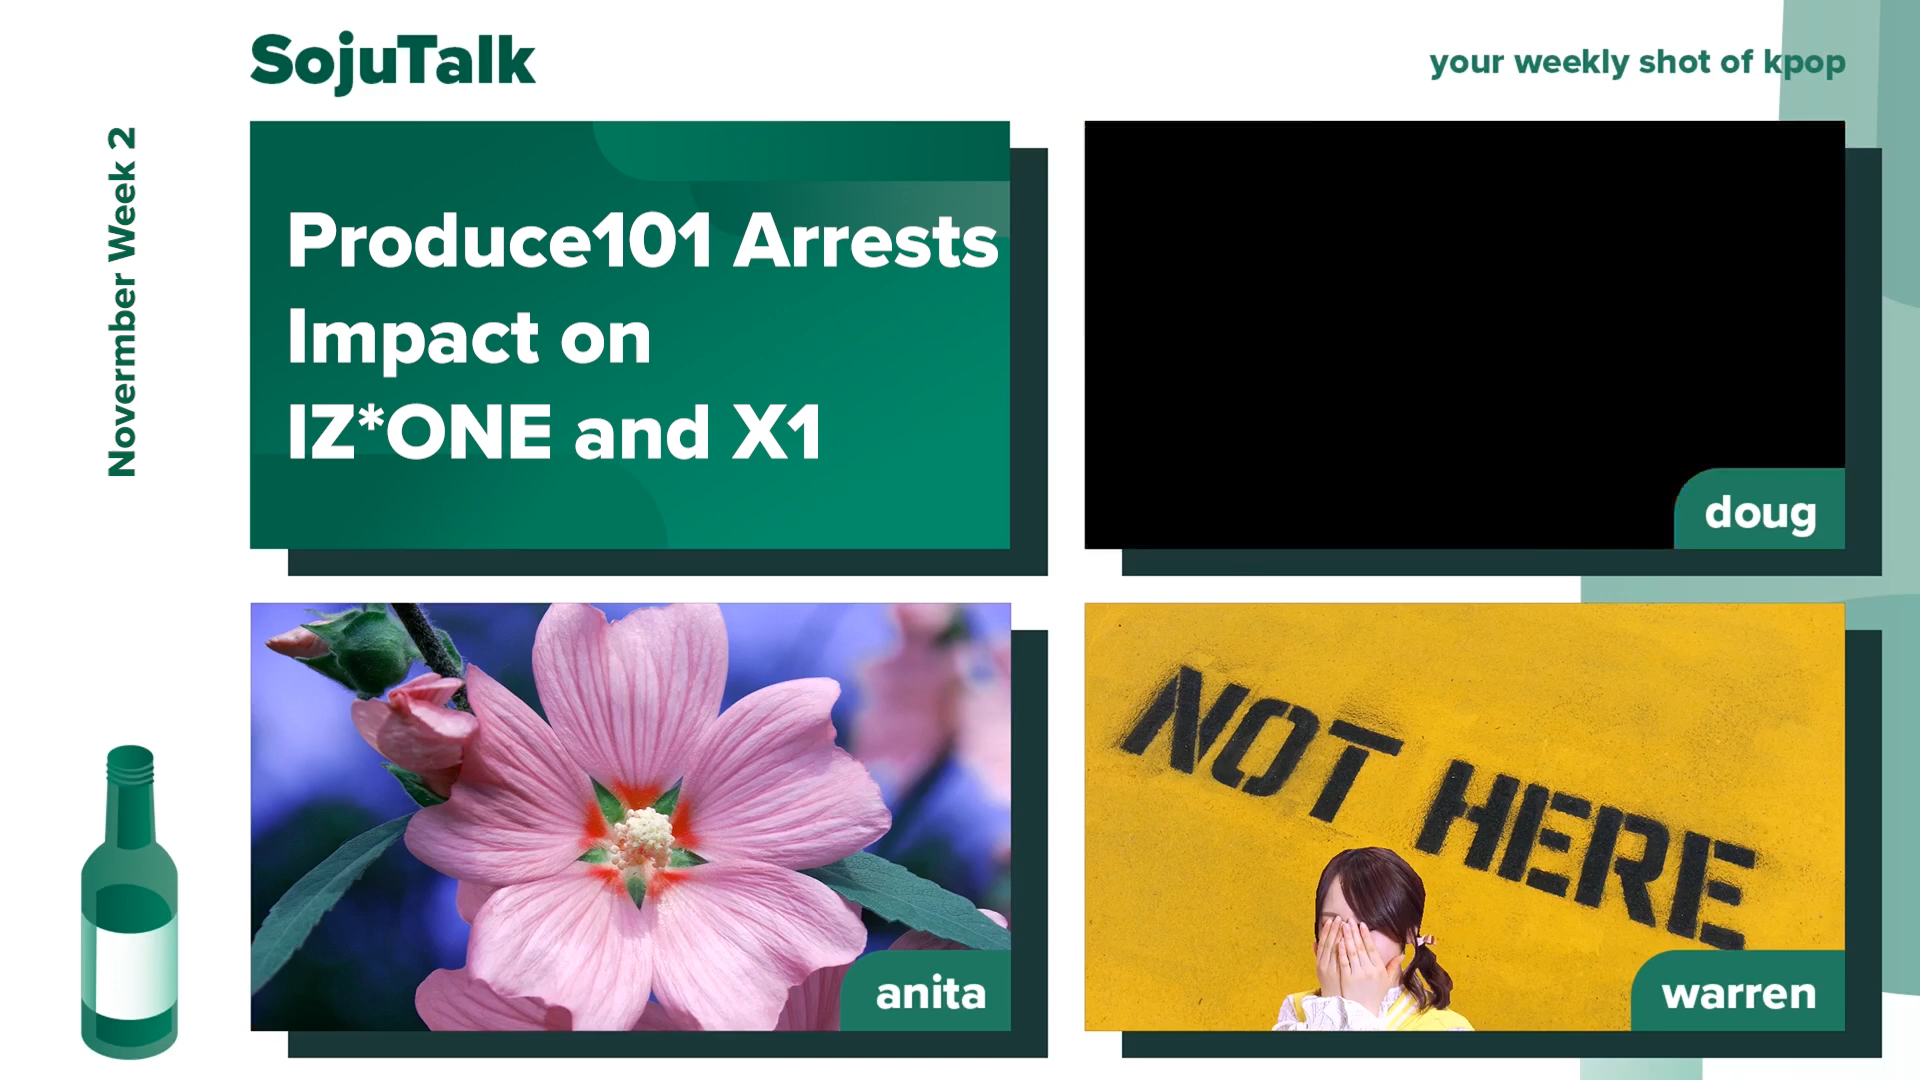 SojuTalk
your weekly shot of kpop
Novermber Week 2
Produce101 Arrests
Impact on
IZ*ONE and X1
doug
anita
NOT HERE
warren